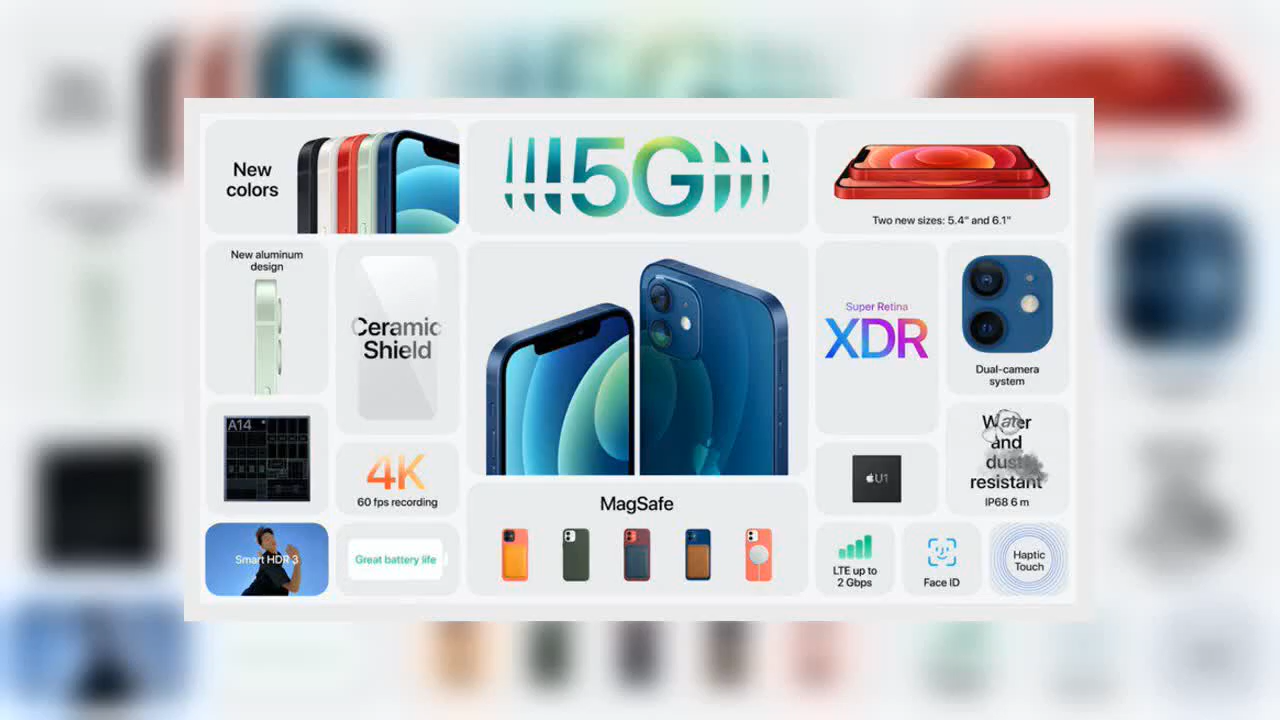 New
colors
5G
Two new sizes: 5.4" and 6.1"
New aluminum
design
Ceramic
Shield
Super Retina
XDR
Dual-camera
system
A14
4K
60 fps recording
MagSafe
U1
Water
and
dust
resistant
IP68 6 m
Smart HDR 3
Great battery life
LTE up to
2 Gbps
Face ID
Haptic
Touch